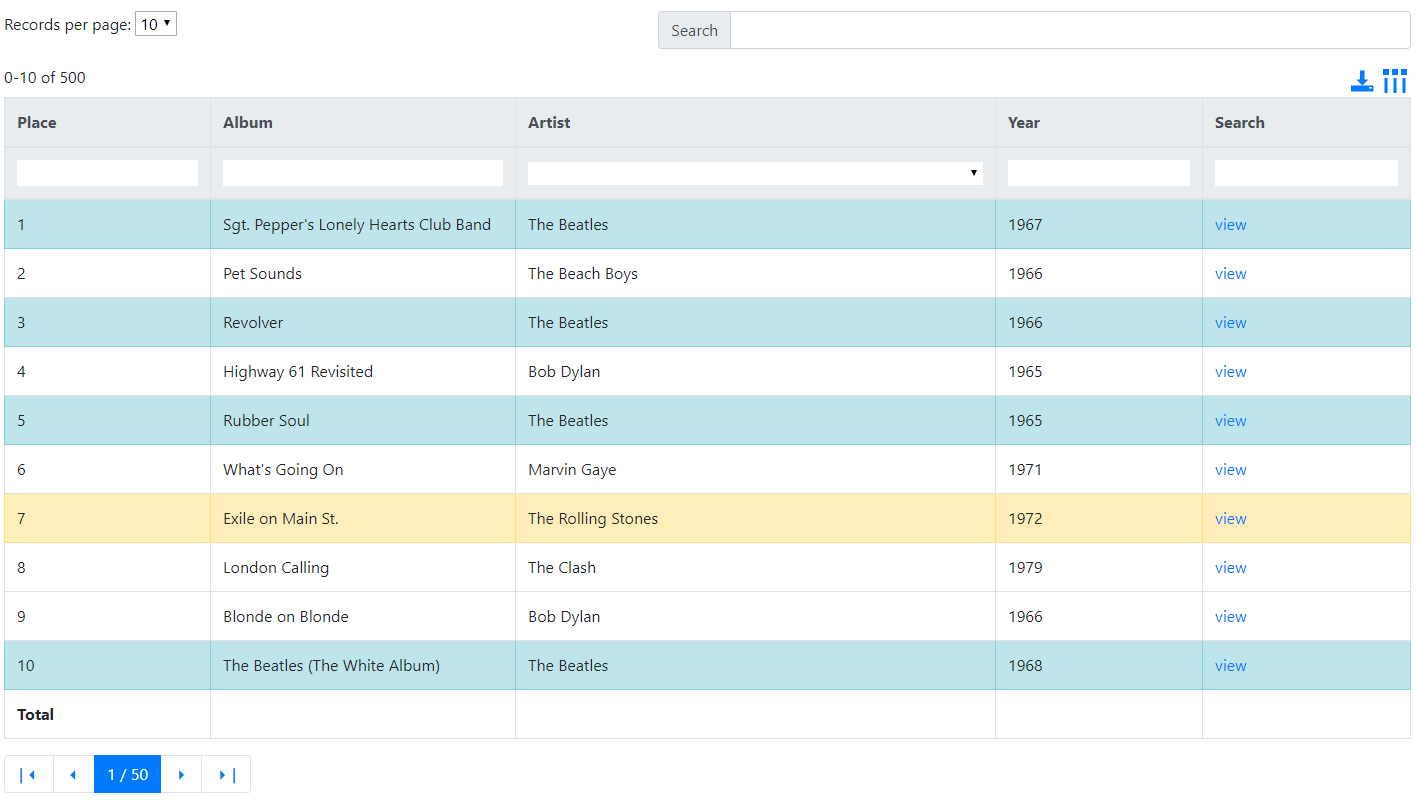 Records per page: 10
Search
0-10 of 500
Place Album Artist Year Search
1 Sgt. Pepper's Lonely Hearts Club Band The Beatles 1967 view
2 Pet Sounds The Beach Boys 1966 view
3 Revolver The Beatles 1966 view
4 Highway 61 Revisited Bob Dylan 1965 view
5 Rubber Soul The Beatles 1965 view
6 What's Going On Marvin Gaye 1971 view
7 Exile on Main St. The Rolling Stones 1972 view
8 London Calling The Clash 1979 view
9 Blonde on Blonde Bob Dylan 1966 view
10 The Beatles (The White Album) The Beatles 1968 view
Total
1 / 50